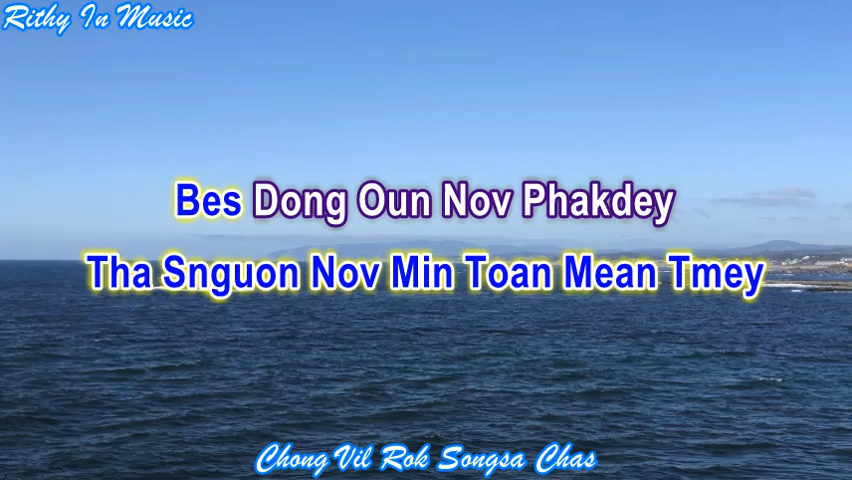 Rithy In Music
Bes Dong Oun Nov Phakdey
Tha Snguon Nov Min Toan Mean Tmey
Chong Vil Rok Songsa Chas